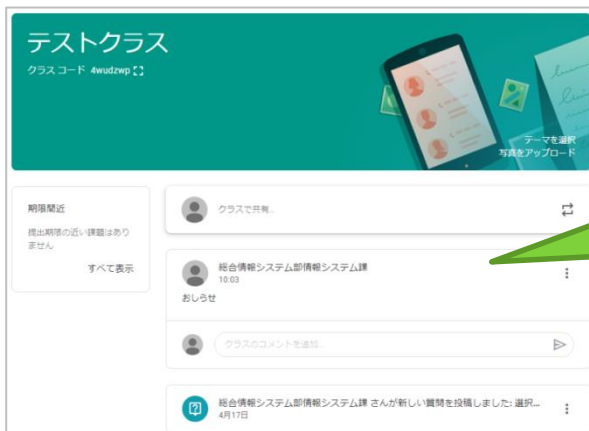 テストクラス
クラス コード 4wudzwp
テーマを選択
写真をアップロード
期限間近
提出期限の近い課題はあり
ません
すべて表示
クラスで共有...
総合情報システム部情報システム課
10:03
おしらせ
クラスのコメントを追加...
総合情報システム部情報システム課 さんが新しい質問を投稿しました: 選択...
4月17日